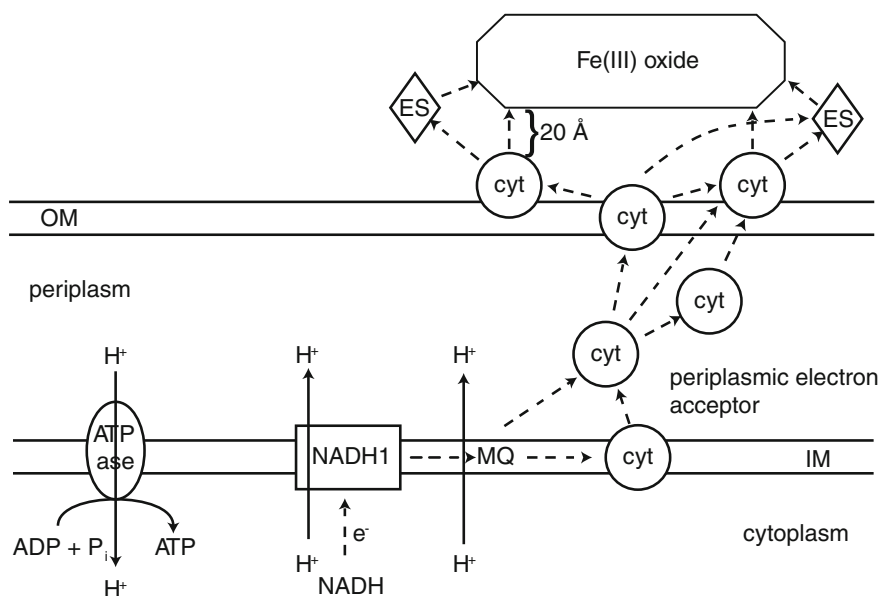 Fe(III) oxide
ES
ES
20 Å
cyt
cyt
cyt
OM
periplasm
cyt
cyt
H⁺
H⁺
H⁺
periplasmic electron
acceptor
ATP
ase
NADH1
MQ
cyt
IM
cytoplasm
e⁻
ADP + Pᵢ
ATP
H⁺
H⁺
H⁺
NADH